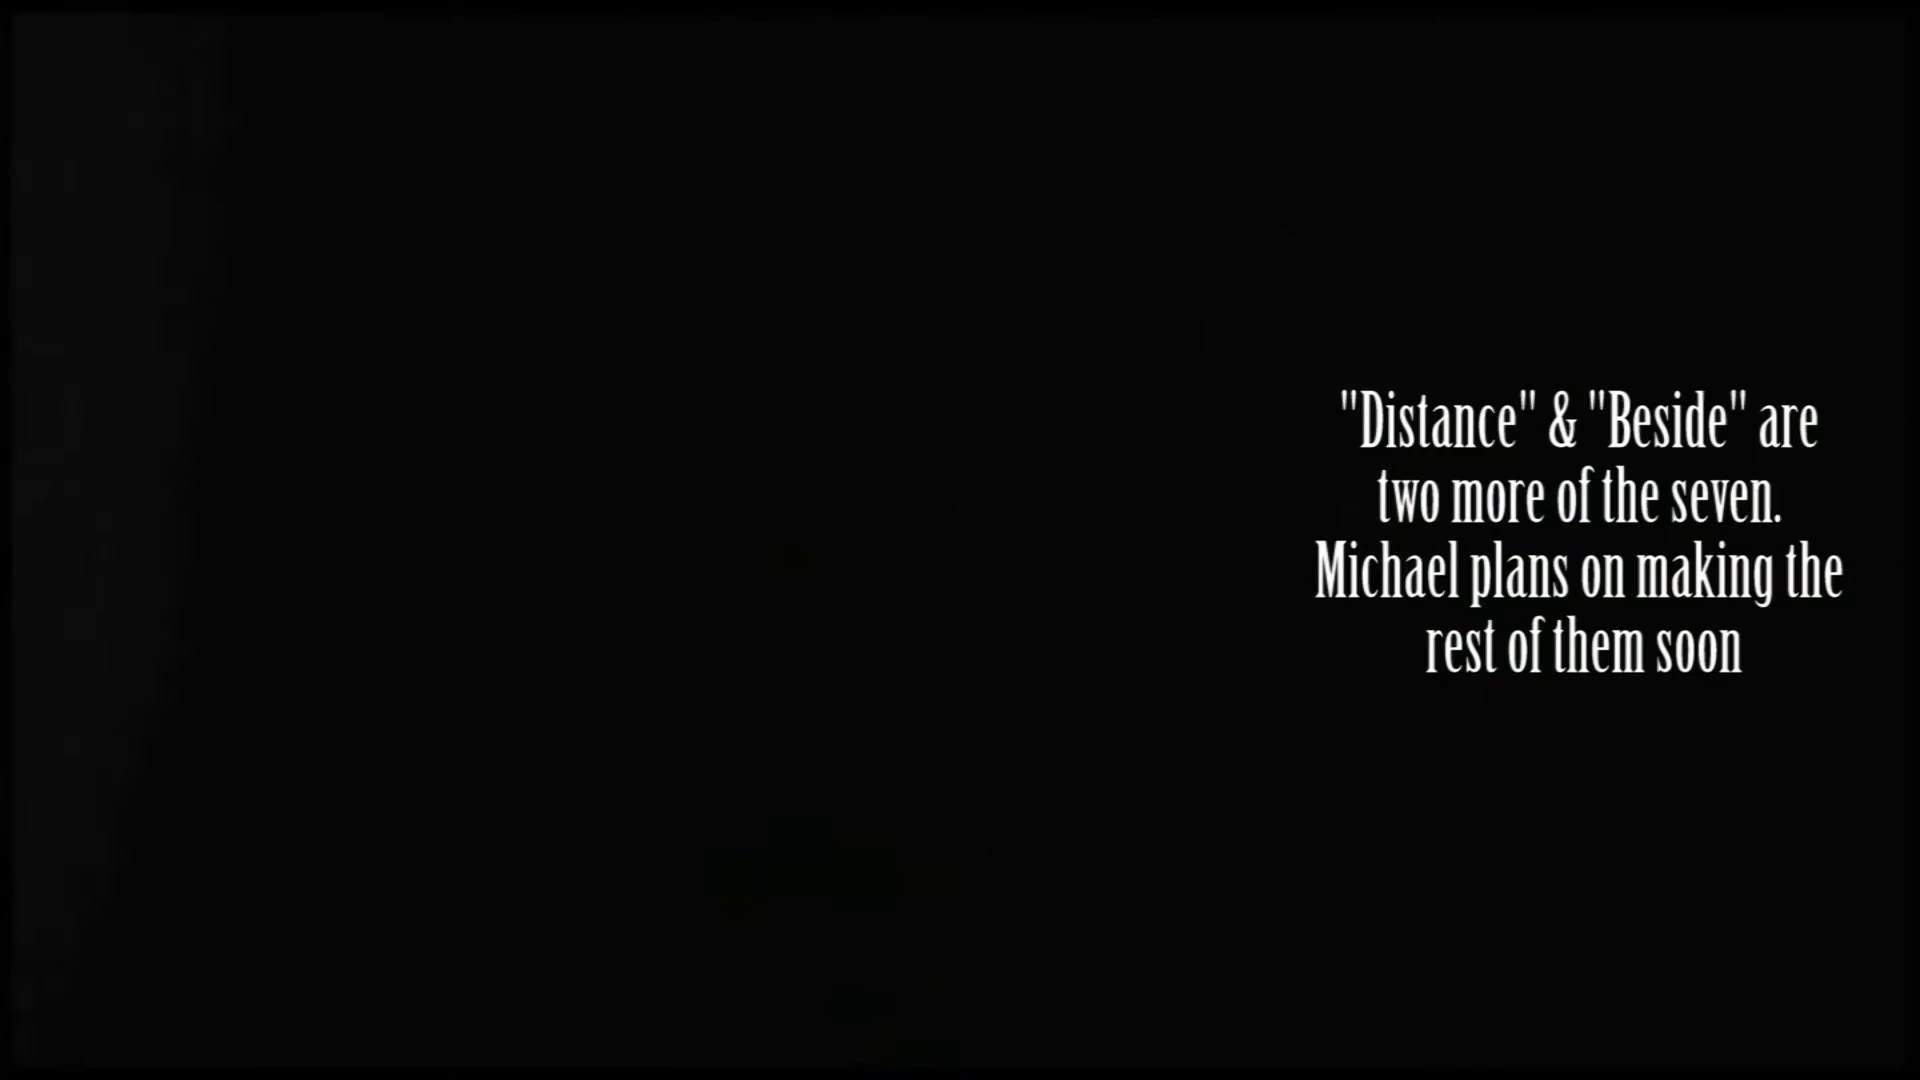 "Distance" & "Beside" are
two more of the seven.
Michael plans on making the
rest of them soon